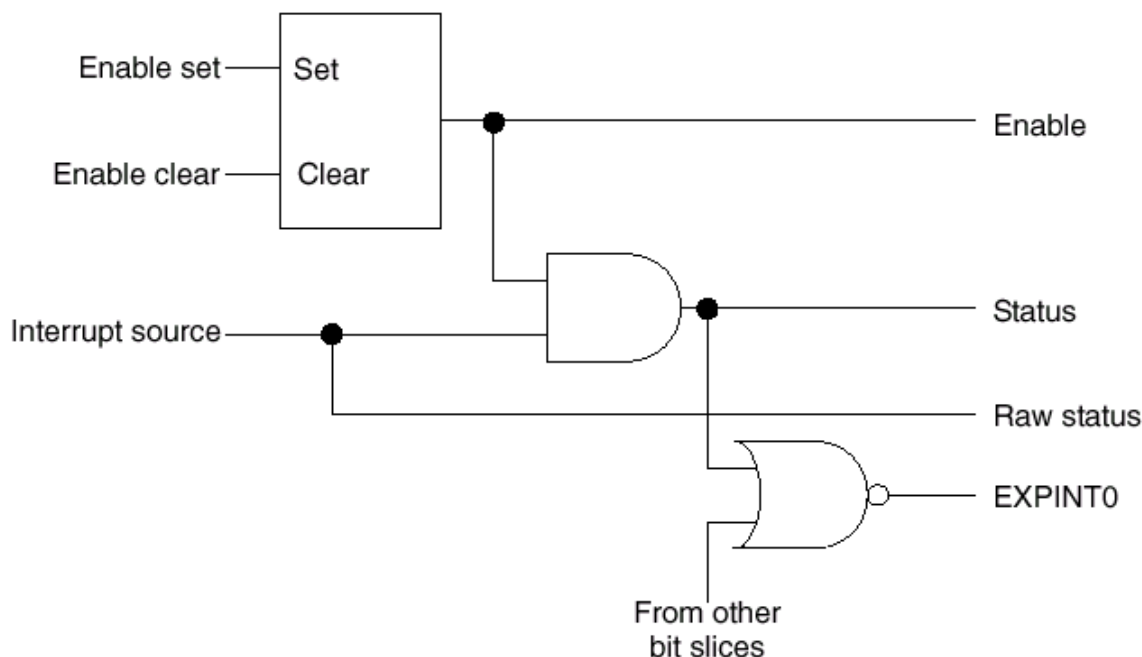 Enable set
Set
Enable
Enable clear
Clear
Interrupt source
Status
Raw status
EXPINT0
From other
bit slices